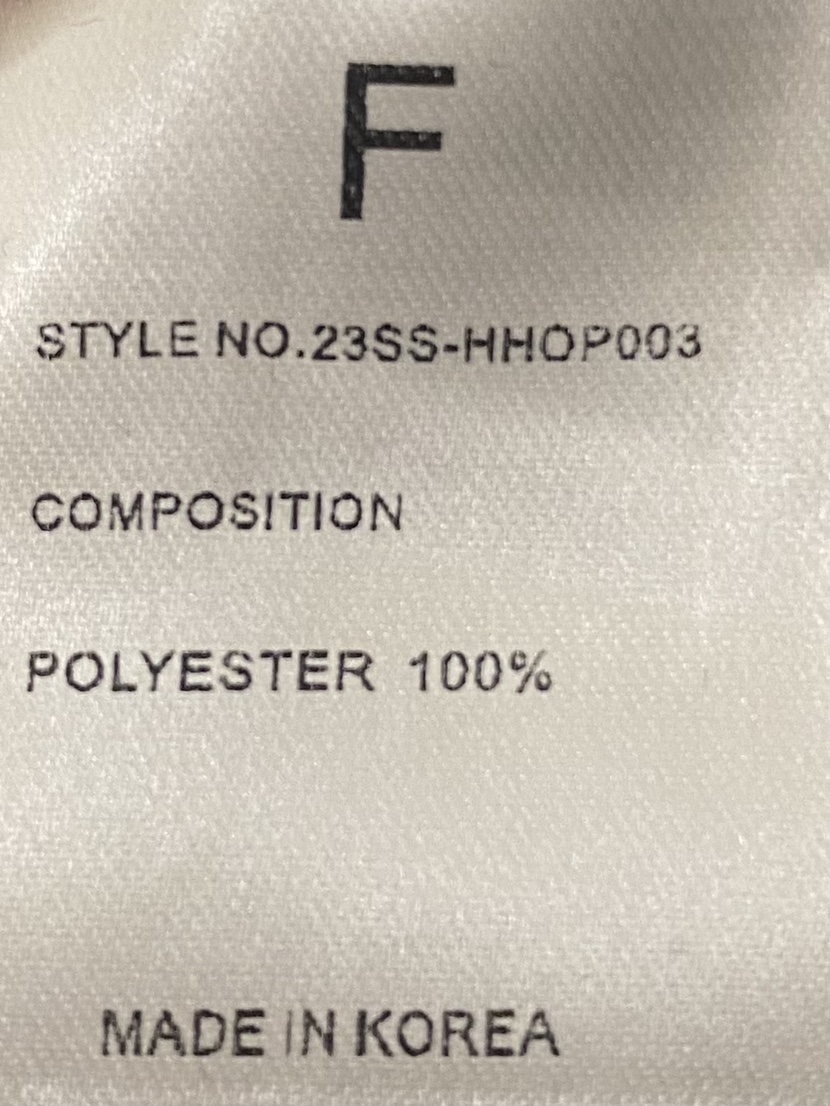 F
STYLE NO.23SS-HHOP003
COMPOSITION
POLYESTER 100%
MADE IN KOREA